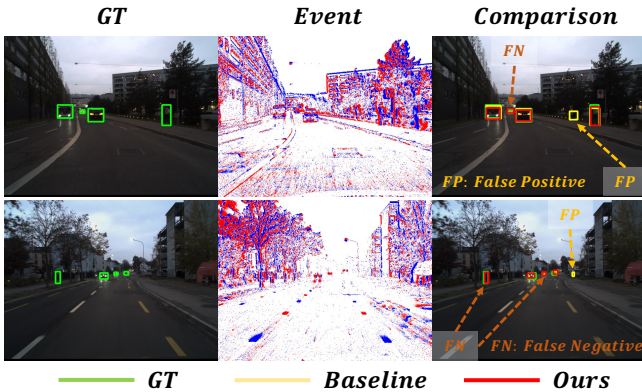 GT Event Comparison
FN
FP: False Positive FP
FP
FN FN: False Negative
GT Baseline Ours